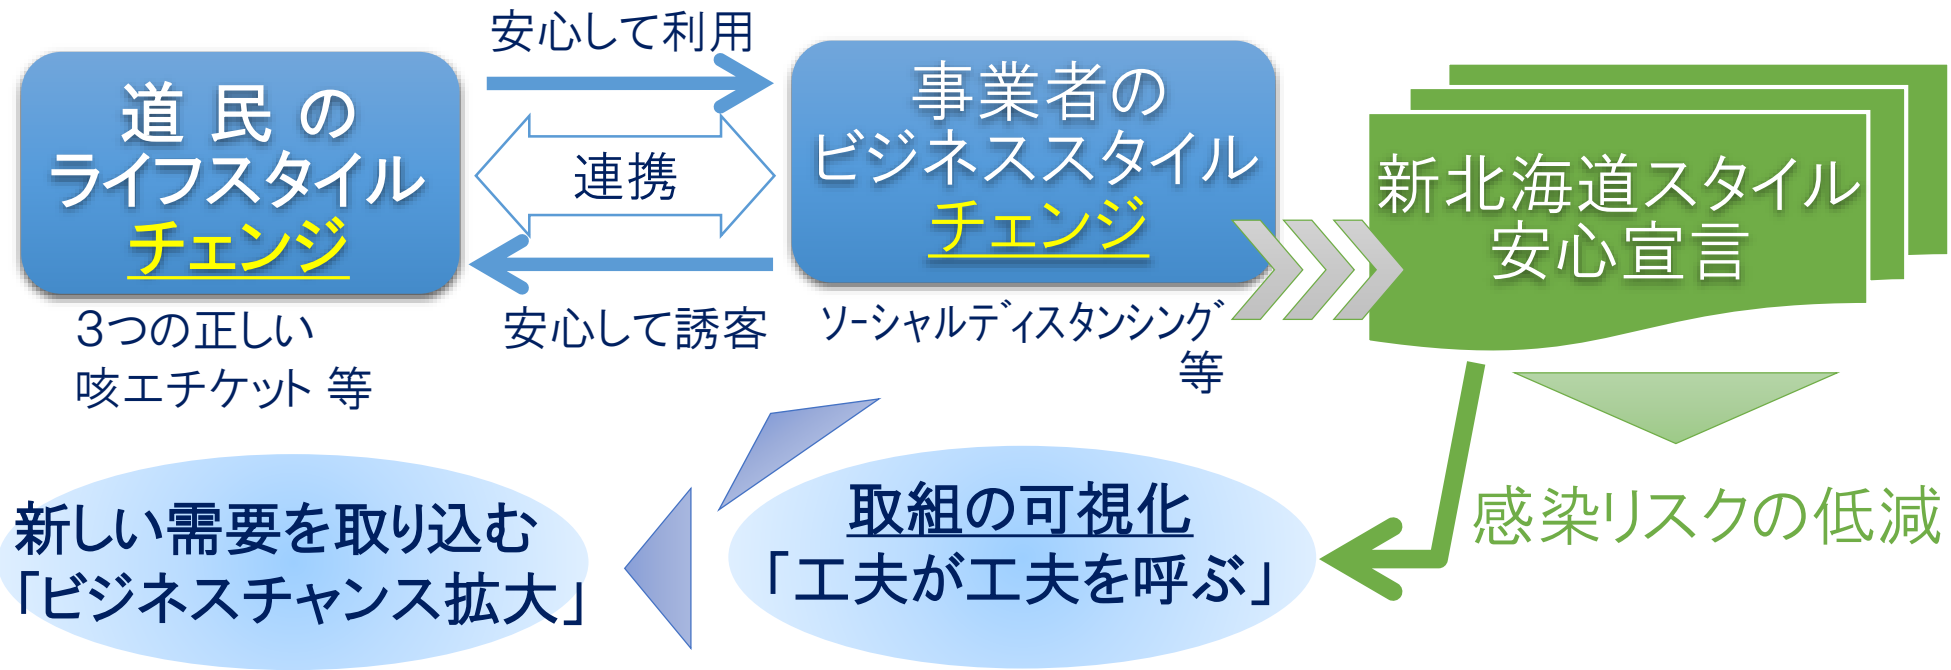 安心して利用
道 民 の
ライフスタイル
チェンジ
連携
事業者の
ビジネススタイル
チェンジ
新北海道スタイル
安心宣言
3つの正しい
咳エチケット 等
安心して誘客
ソーシャルディスタンシング
等
感染リスクの低減
取組の可視化
「工夫が工夫を呼ぶ」
新しい需要を取り込む
「ビジネスチャンス拡大」